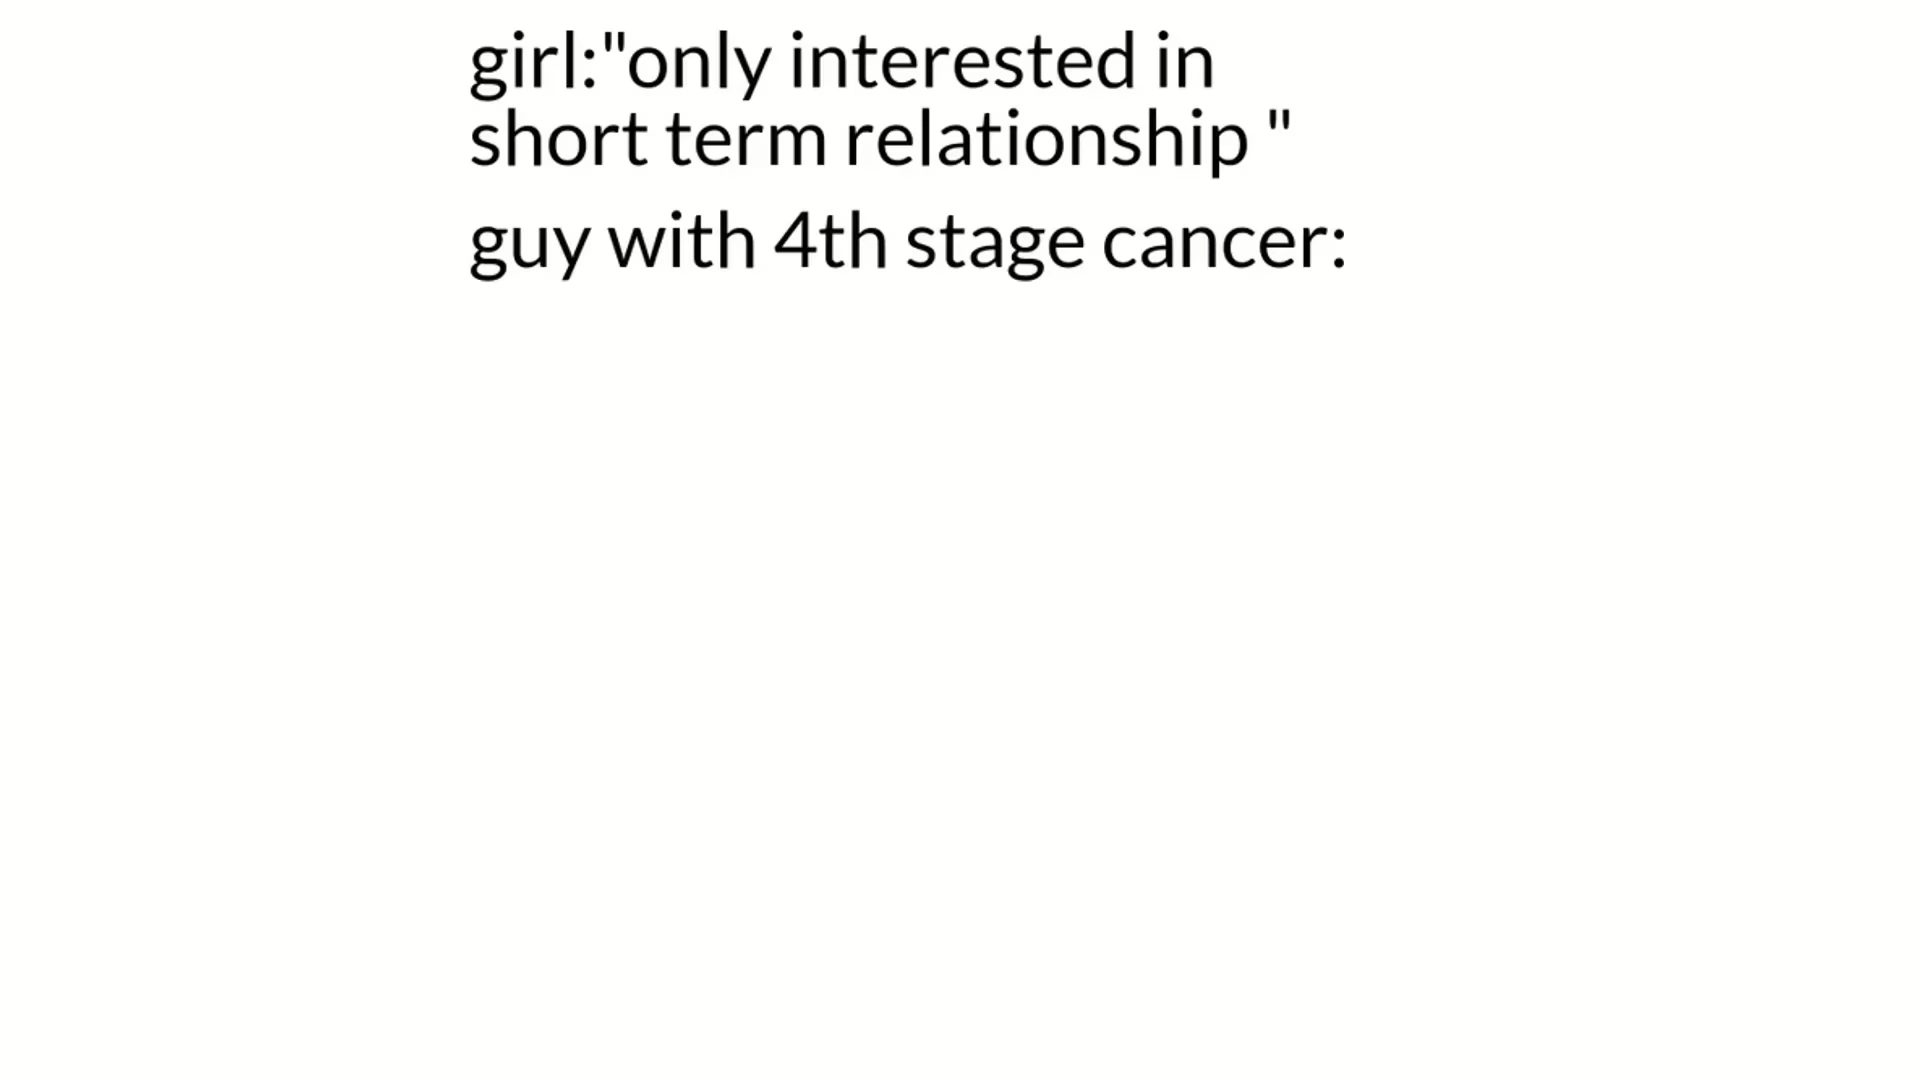 girl:"only interested in
short term relationship "
guy with 4th stage cancer: